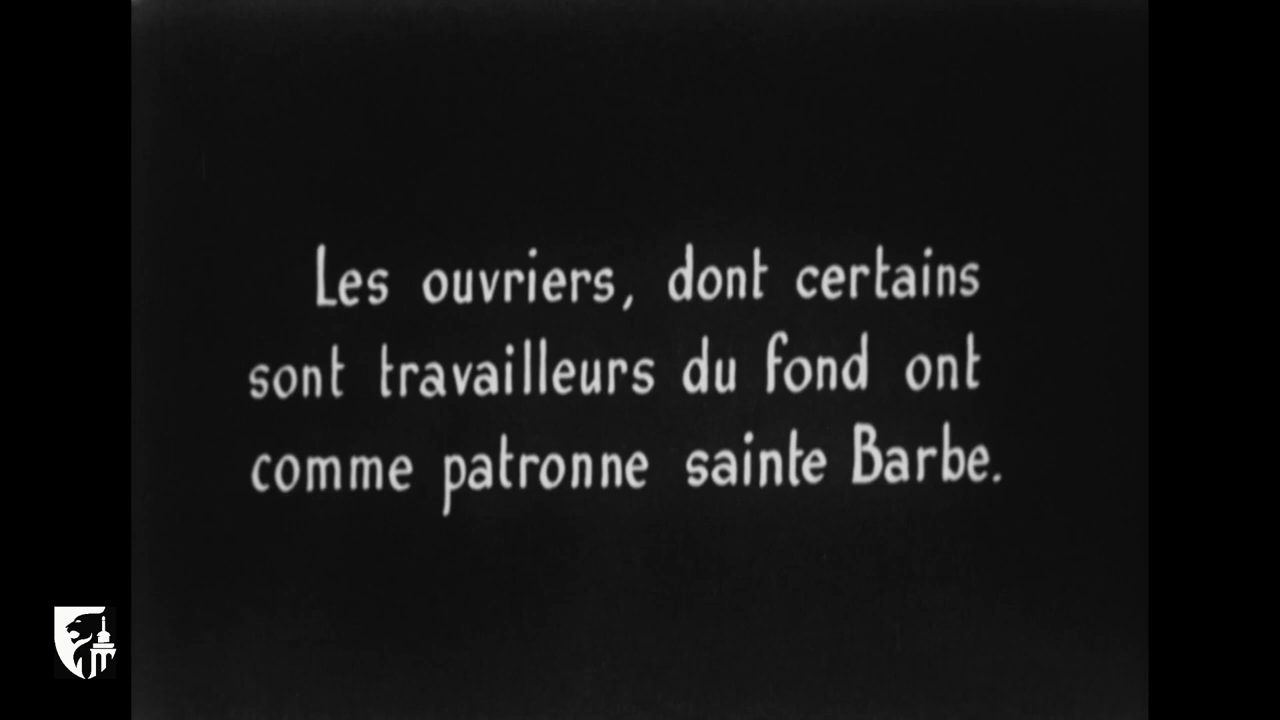 Les ouvriers, dont certains
sont travailleurs du fond ont
comme patronne sainte Barbe.